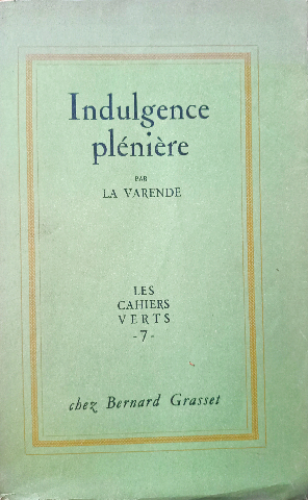 Indulgence
plénière
PAR
LA VARENDE
LES
CAHIERS
VERTS
-7-
chez Bernard Grasset